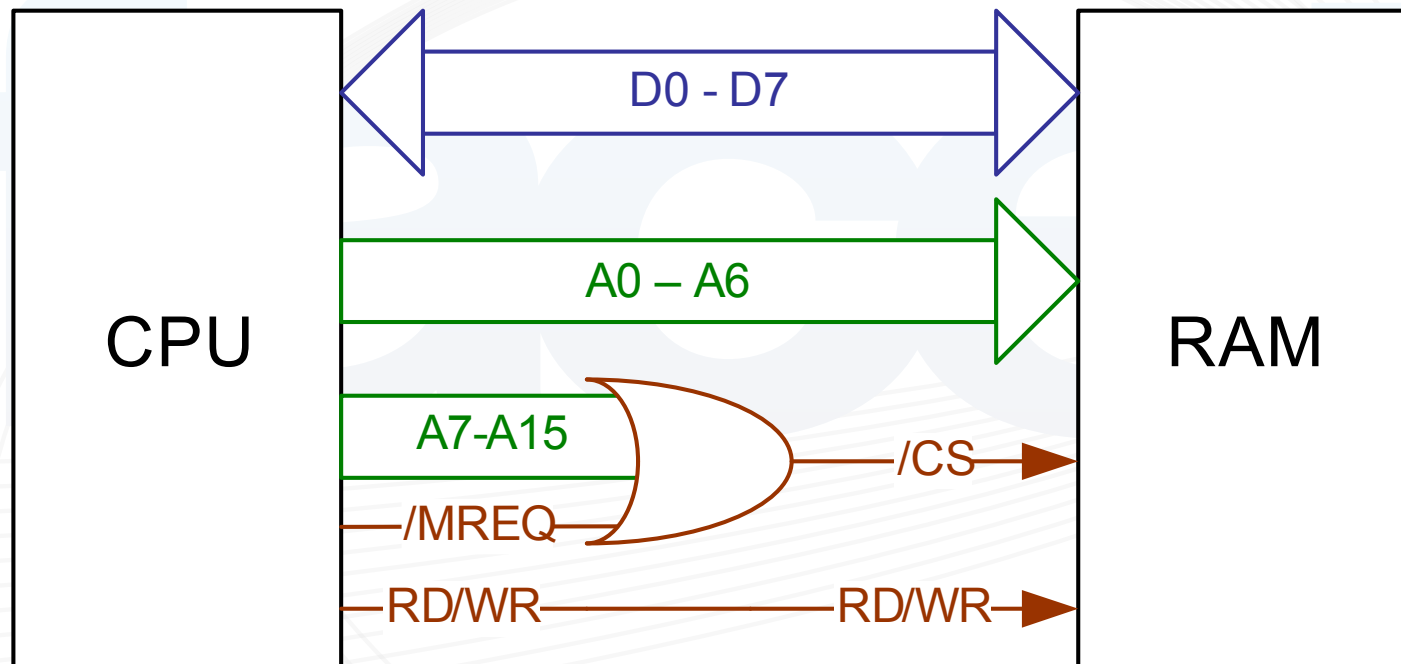 D0 - D7
A0 – A6
CPU
RAM
A7-A15
/CS
/MREQ
RD/WR
RD/WR